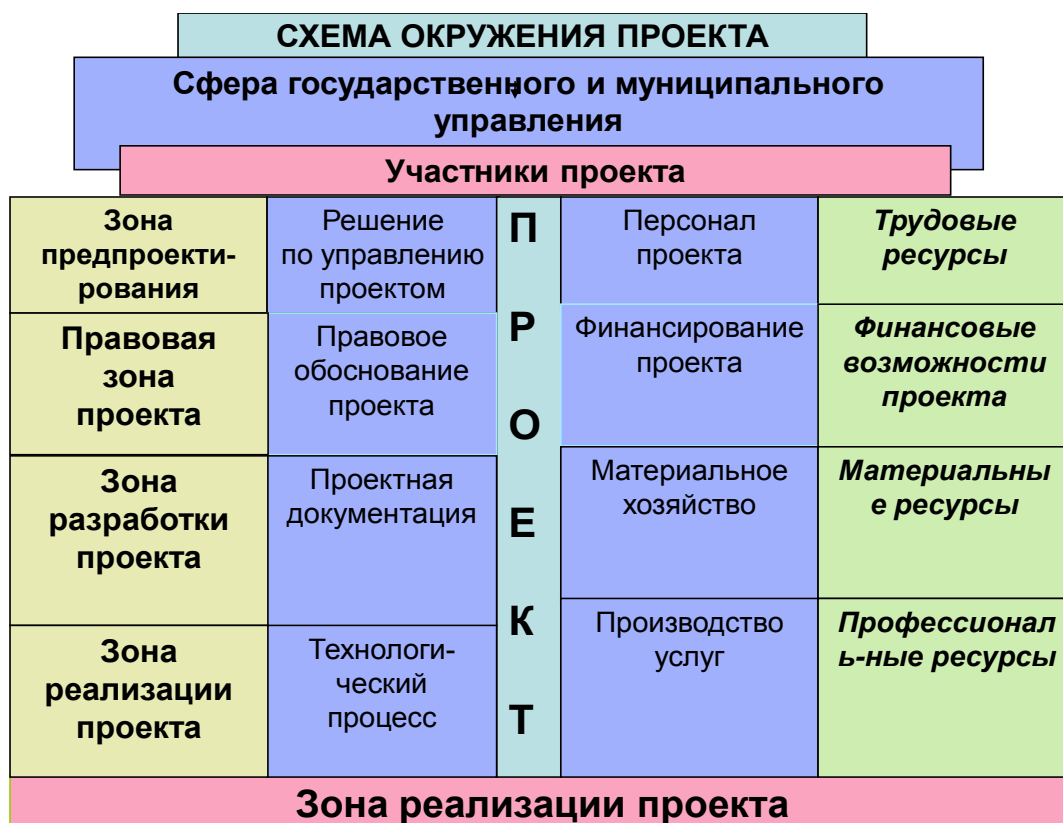 СХЕМА ОКРУЖЕНИЯ ПРОЕКТА
Сфера государственного и муниципального
управления
Участники проекта
Зона
предпроекти-
рования
Решение
по управлению
проектом
П
Р
О
Е
К
Т
Персонал
проекта
Трудовые
ресурсы
Правовая
зона
проекта
Правовое
обоснование
проекта
Финансирование
проекта
Финансовые
возможности
проекта
Зона
разработки
проекта
Проектная
документация
Материальное
хозяйство
Материальны
е ресурсы
Зона
реализации
проекта
Технологи-
ческий
процесс
Производство
услуг
Профессионал
ь-ные ресурсы
Зона реализации проекта